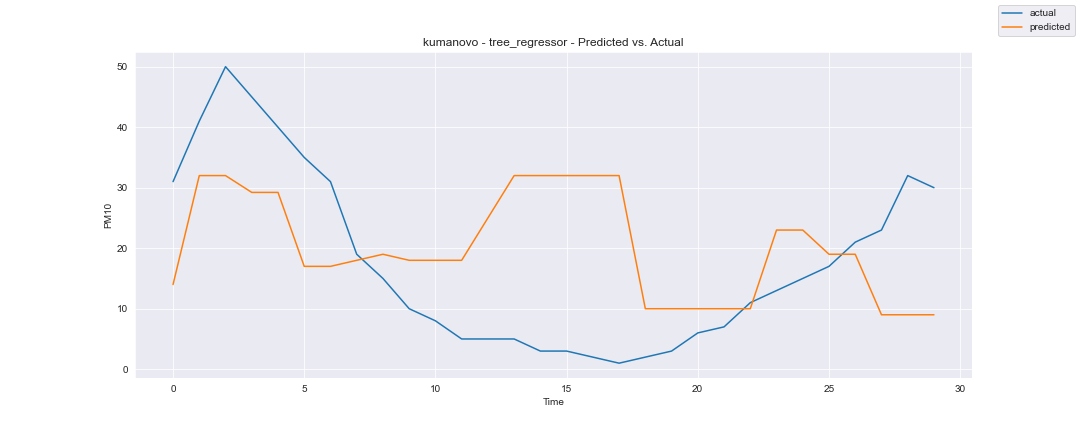 actual
predicted
kumanovo - tree_regressor - Predicted vs. Actual
50
40
30
20
10
0
PM10
0 5 10 15 20 25 30
Time